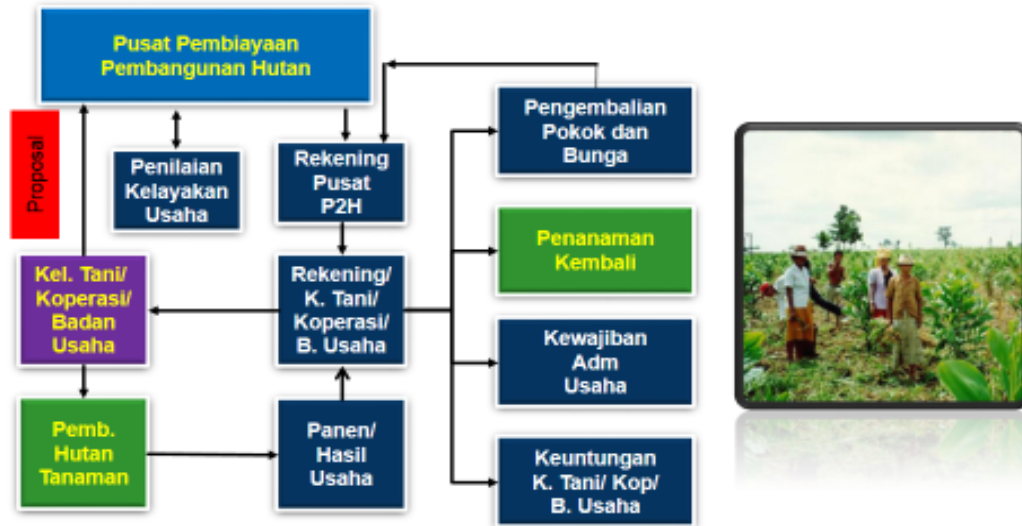 Pusat Pembiayaan
Pembangunan Hutan
Proposal
Penilaian
Kelayakan
Usaha
Rekening
Pusat
P2H
Pengembalian
Pokok dan
Bunga
Kel. Tani/
Koperasi/
Badan
Usaha
Rekening/
K. Tani/
Koperasi/
B. Usaha
Penanaman
Kembali
Kewajiban
Adm
Usaha
Pemb.
Hutan
Tanaman
Panen/
Hasil
Usaha
Keuntungan
K. Tani/ Kop/
B. Usaha